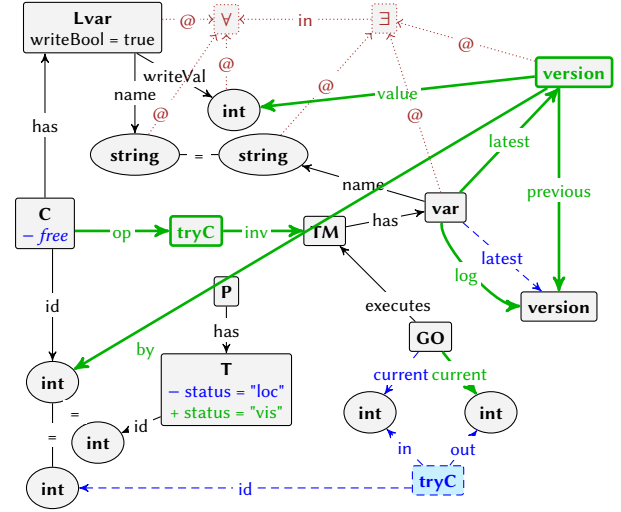 Lvar
writeBool = true
@
∀
in
∃
@
@
@
version
writeVal
name
value
int
@
@
has
latest
string
=
string
previous
name
C
− free
op
tryC
inv
TM
has
var
latest
log
id
P
executes
version
has
GO
by
T
− status = "loc"
+ status = "vis"
current
current
int
=
id
int
int
=
int
in
out
int
id
tryC